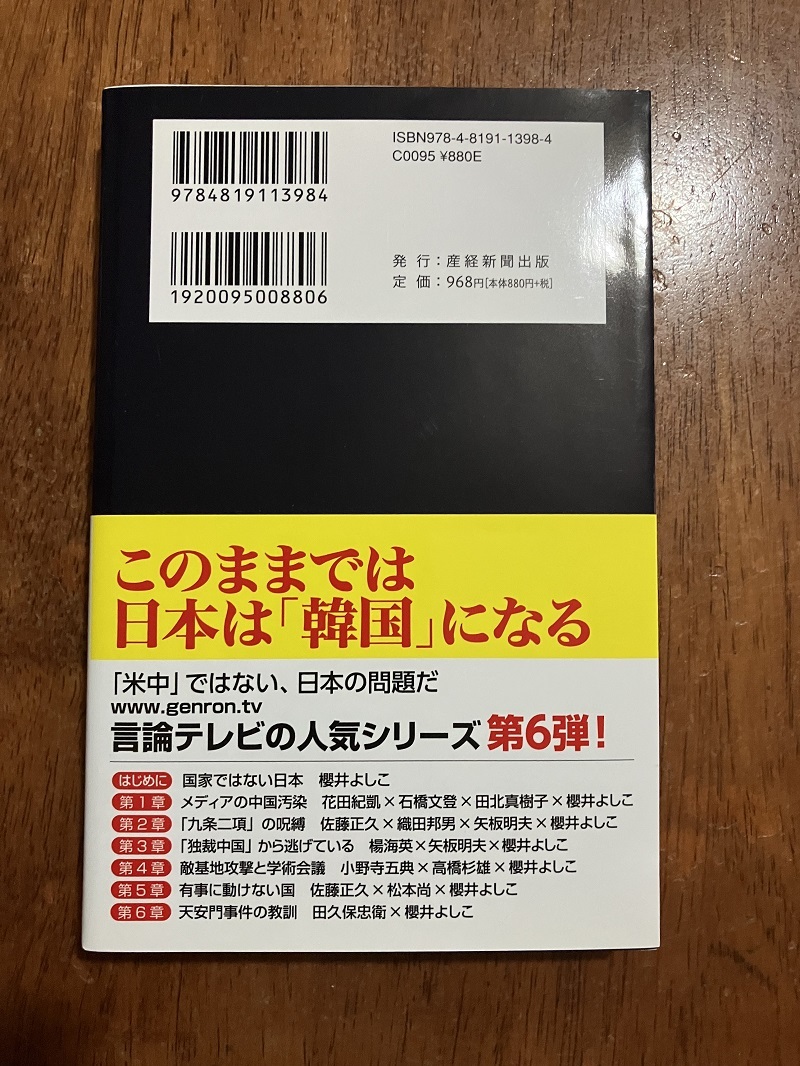 ISBN978-4-8191-1398-4
C0095 ¥880E
9784819113984
1920095008806
発行：産経新聞出版
定価：968円[本体880円+税]
このままでは
日本は「韓国」になる
「米中」ではない、日本の問題だ
www.genron.tv
言論テレビの人気シリーズ 第6弾！
はじめに 国家ではない日本 櫻井よしこ
第1章 メディアの中国汚染 花田紀凱×石橋文登×田北真樹子×櫻井よしこ
第2章 「九条二項」の呪縛 佐藤正久×織田邦男×矢板明夫×櫻井よしこ
第3章 「独裁中国」から逃げている 楊海英×矢板明夫×櫻井よしこ
第4章 敵基地攻撃と学術会議 小野寺五典×高橋杉雄×櫻井よしこ
第5章 有事に動けない国 佐藤正久×松本尚×櫻井よしこ
第6章 天安門事件の教訓 田久保忠衛×櫻井よしこ